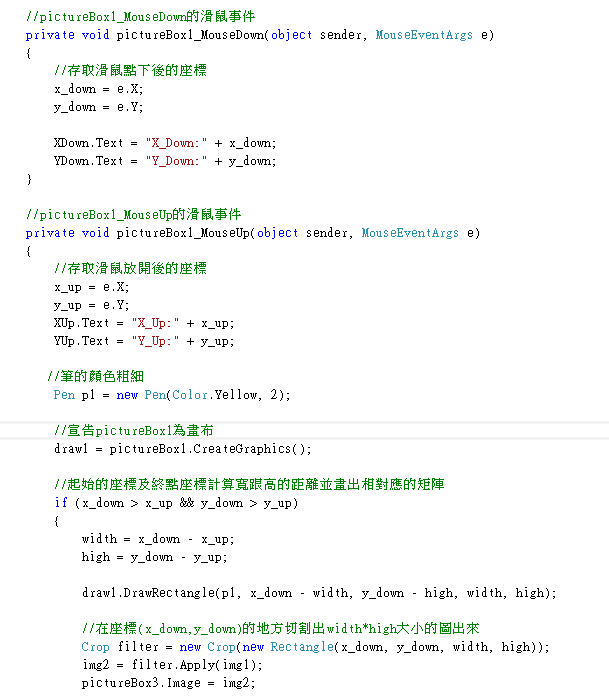 //pictureBox1_MouseDown的滑鼠事件
private void pictureBox1_MouseDown(object sender, MouseEventArgs e)
{
//存取滑鼠點下後的座標
x_down = e.X;
y_down = e.Y;
XDown.Text = "X_Down:" + x_down;
YDown.Text = "Y_Down:" + y_down;
}
//pictureBox1_MouseUp的滑鼠事件
private void pictureBox1_MouseUp(object sender, MouseEventArgs e)
{
//存取滑鼠放開後的座標
x_up = e.X;
y_up = e.Y;
XUp.Text = "X_Up:" + x_up;
YUp.Text = "Y_Up:" + y_up;
//筆的顏色粗細
Pen p1 = new Pen(Color.Yellow, 2);
//宣告pictureBox1為畫布
draw1 = pictureBox1.CreateGraphics();
//起始的座標及終點座標計算寬跟高的距離並畫出相對應的矩陣
if (x_down > x_up && y_down > y_up)
{
width = x_down - x_up;
high = y_down - y_up;
draw1.DrawRectangle(p1, x_down - width, y_down - high, width, high);
//在座標(x_down,y_down)的地方切割出width*high大小的圖出來
Crop filter = new Crop(new Rectangle(x_down, y_down, width, high));
img2 = filter.Apply(img1);
pictureBox3.Image = img2;